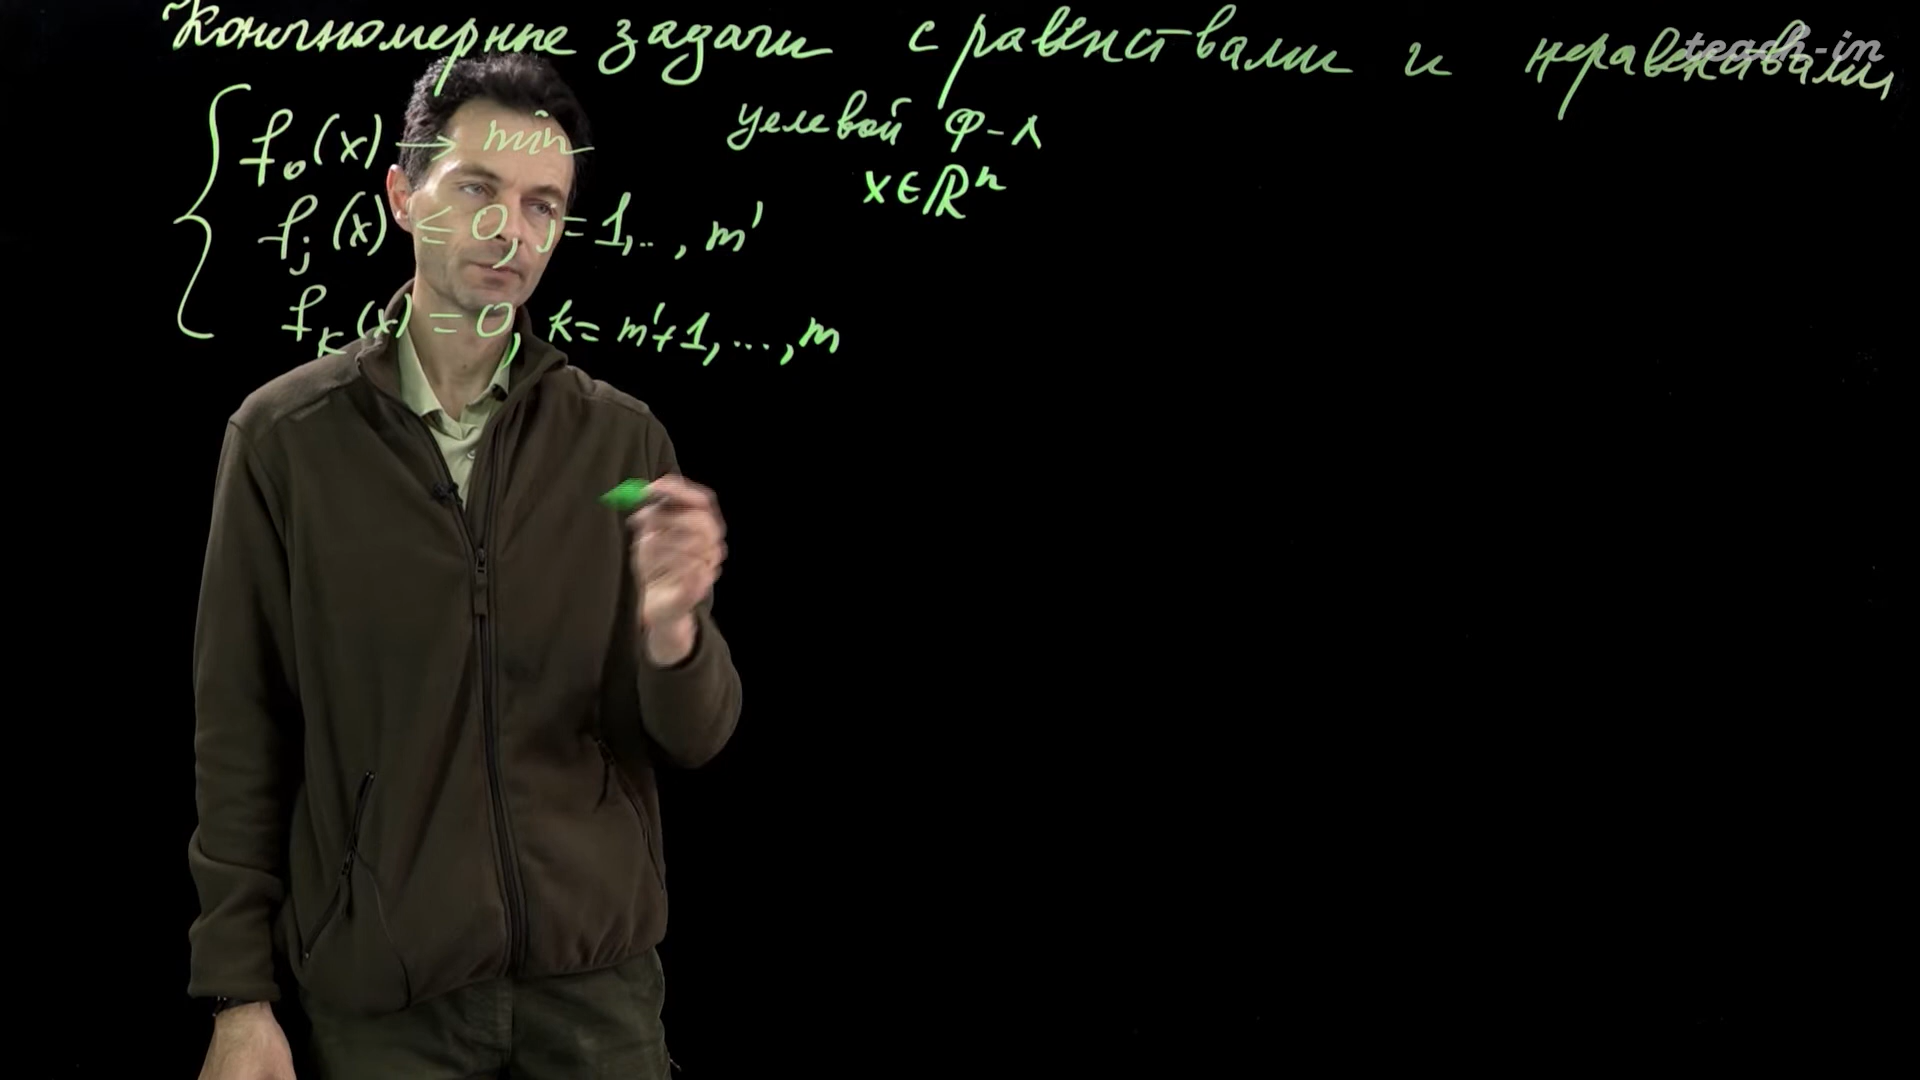 Конечномерные задачи с равенствами и неравенствами
teach-in
f₀(x) → min целевой ф-л
x∈ℝⁿ
fⱼ(x) ≤ 0, j=1,.., m'
fₖ(x) = 0, k= m'+1,...,m